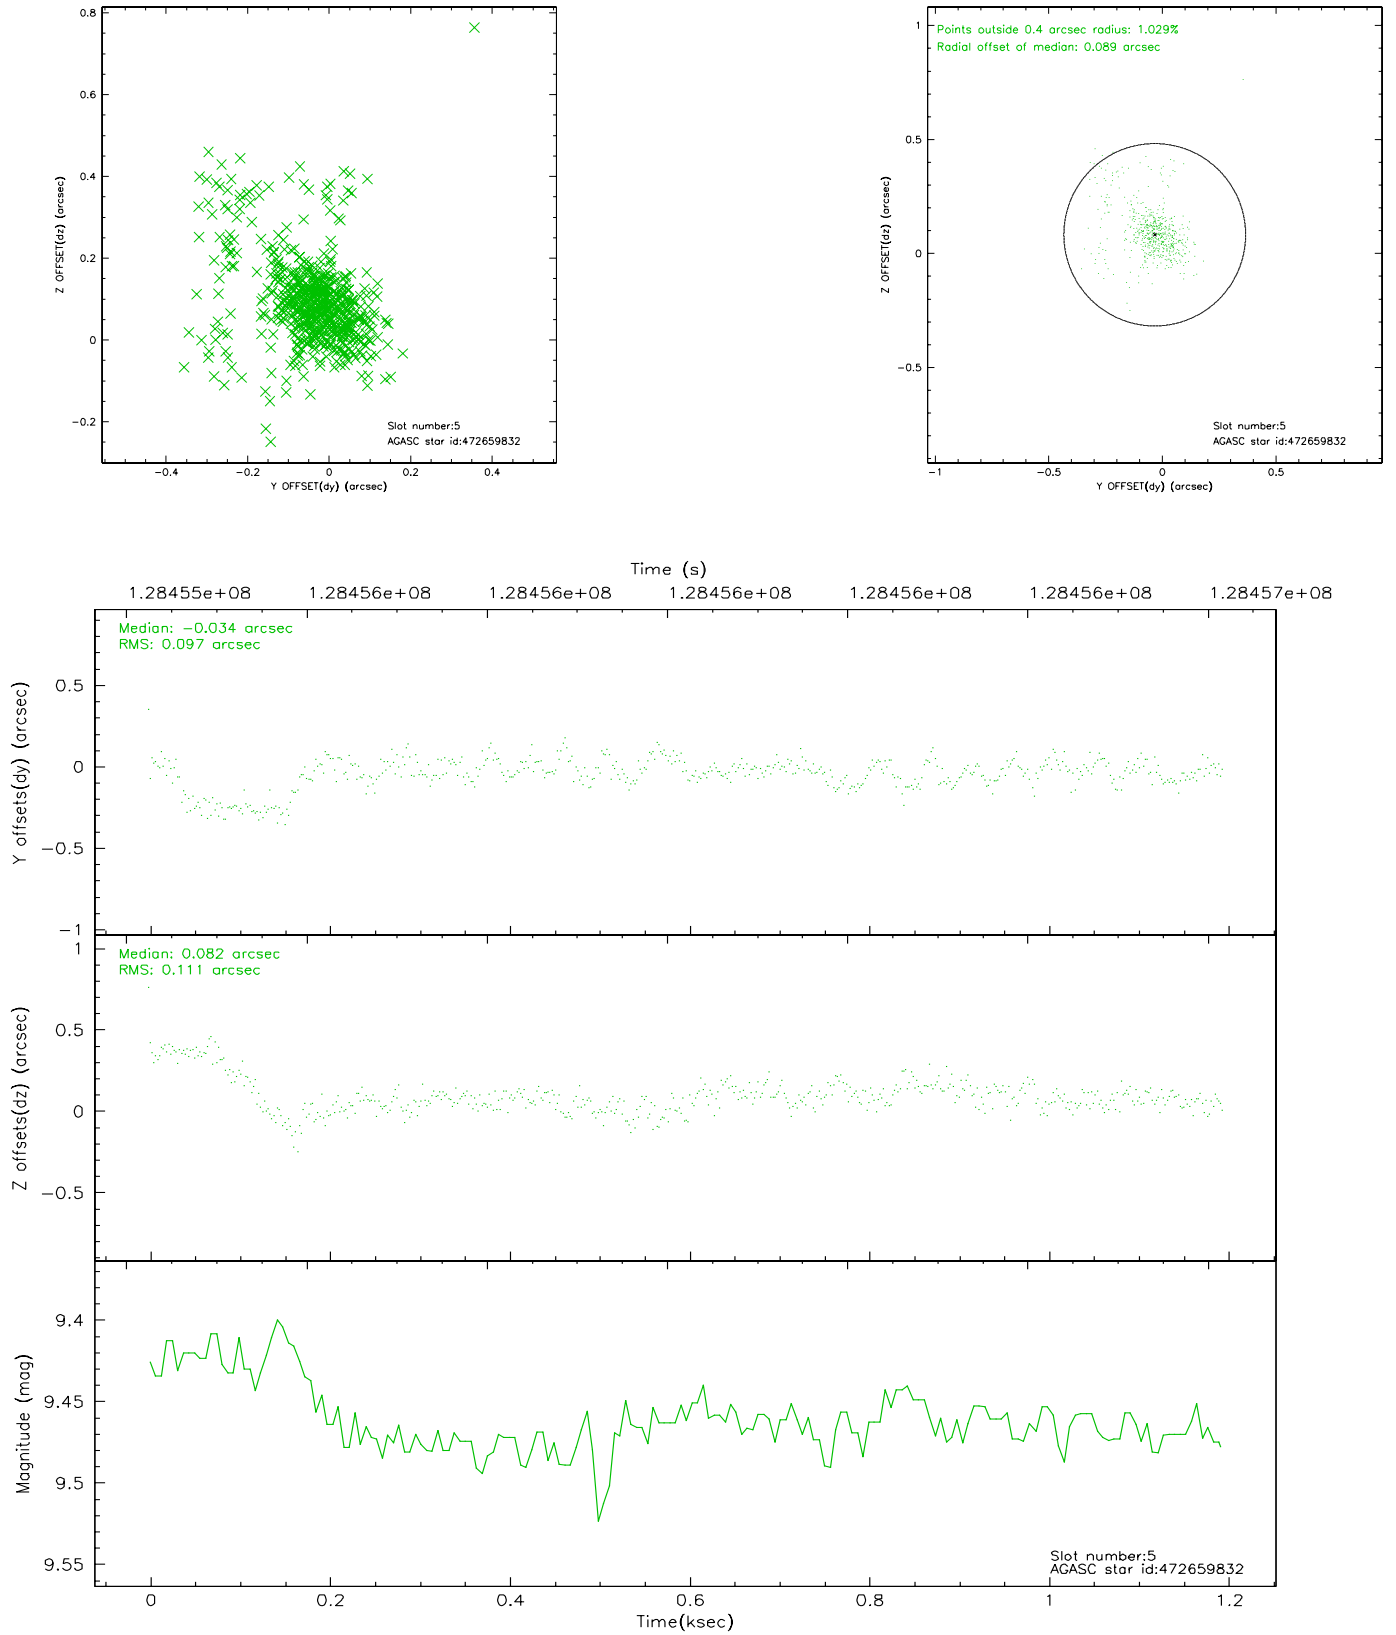 0.8
0.6
0.4
0.2
0
−0.2
Z OFFSET(dz) (arcsec)
−0.4 −0.2 0 0.2 0.4
Y OFFSET(dy) (arcsec)
Slot number:5
AGASC star id:472659832
Points outside 0.4 arcsec radius: 1.029%
Radial offset of median: 0.089 arcsec
1
0.5
0
−0.5
Z OFFSET(dz) (arcsec)
−1 −0.5 0 0.5
Y OFFSET(dy) (arcsec)
Slot number:5
AGASC star id:472659832
Time (s)
1.28455e+08 1.28456e+08 1.28456e+08 1.28456e+08 1.28456e+08 1.28456e+08 1.28457e+08
Median: −0.034 arcsec
RMS: 0.097 arcsec
0.5
0
−0.5
−1
Y offsets(dy) (arcsec)
Median: 0.082 arcsec
RMS: 0.111 arcsec
1
0.5
0
−0.5
Z offsets(dz) (arcsec)
9.4
9.45
9.5
9.55
Magnitude (mag)
Slot number:5
AGASC star id:472659832
0 0.2 0.4 0.6 0.8 1 1.2
Time(ksec)